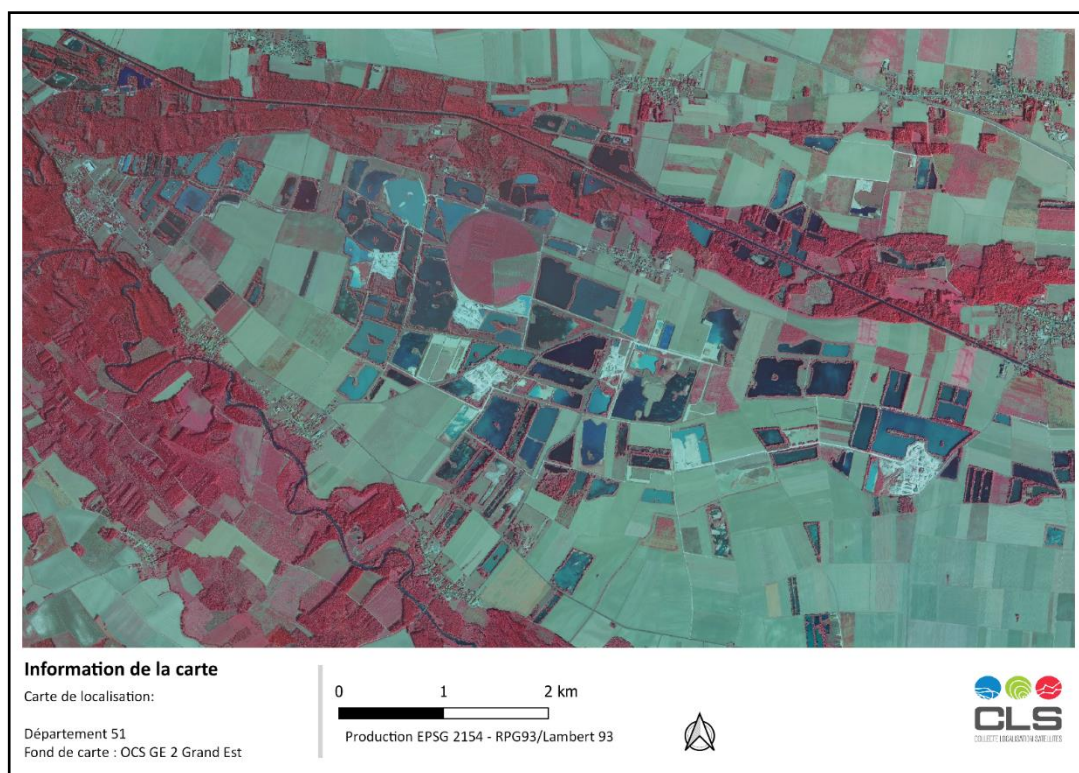 Information de la carte
Carte de localisation:
Département 51
Fond de carte : OCS GE 2 Grand Est
0 1 2 km
Production EPSG 2154 - RPG93/Lambert 93
CLS
COLLECTE LOCALISATION SATELLITES